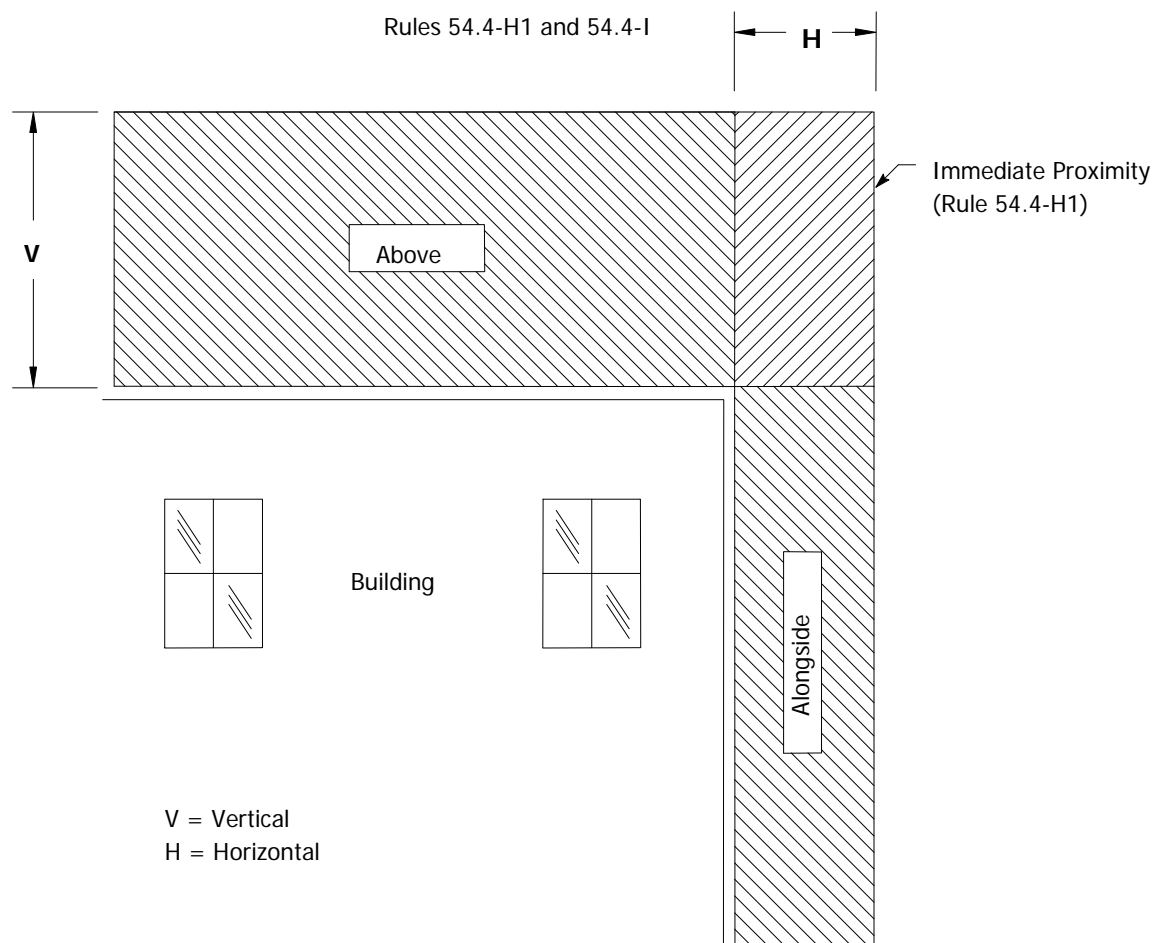 Rules 54.4-H1 and 54.4-I
H
Immediate Proximity
(Rule 54.4-H1)
V
Above
Building
Alongside
V = Vertical
H = Horizontal